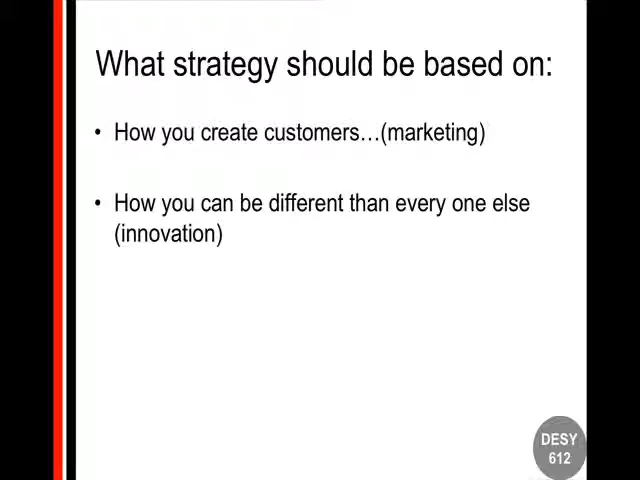 What strategy should be based on:
• How you create customers…(marketing)
• How you can be different than every one else
(innovation)
DESY
612